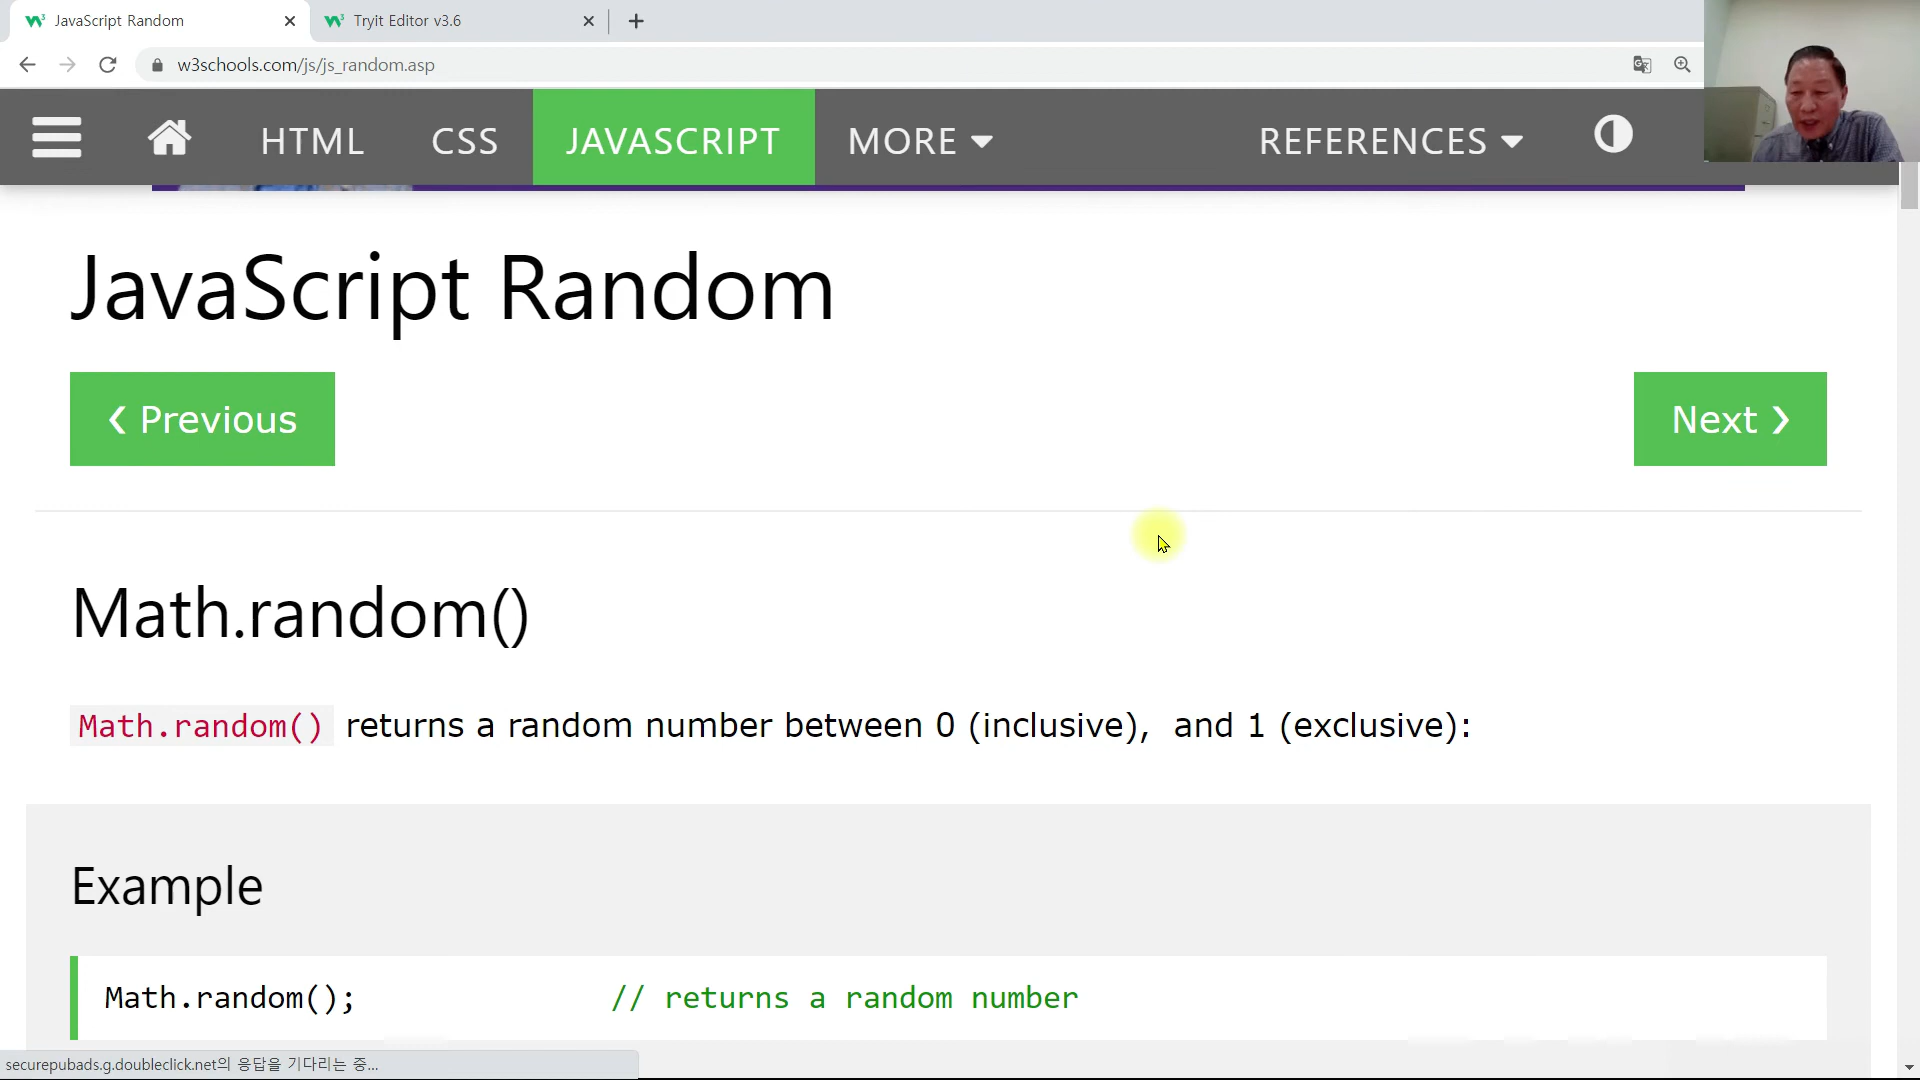 JavaScript Random
Tryit Editor v3.6
w3schools.com/js/js_random.asp
HTML
CSS
JAVASCRIPT
MORE
REFERENCES
JavaScript Random
❮ Previous
Next ❯
Math.random()
Math.random() returns a random number between 0 (inclusive),  and 1 (exclusive):
Example
Math.random();              // returns a random number
securepubads.g.doubleclick.net의 응답을 기다리는 중...